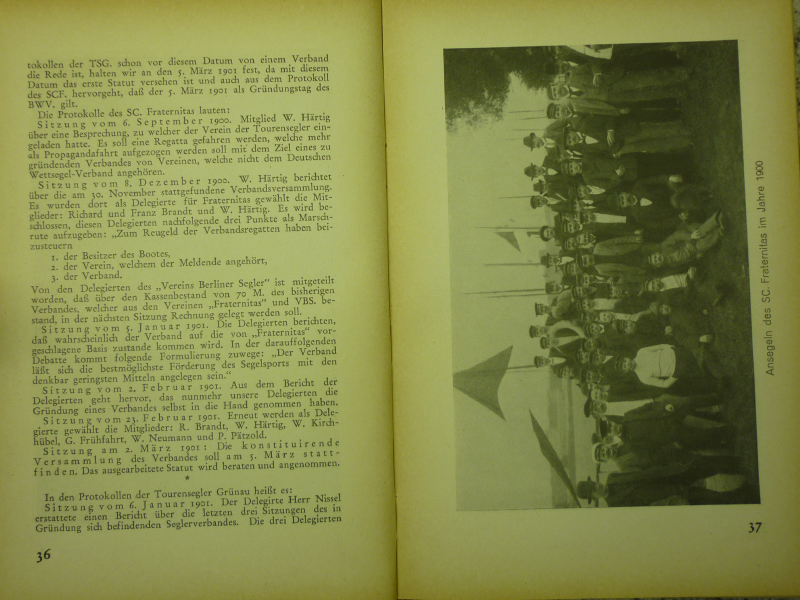 tokollen der TSG. schon vor diesem Datum von einem Verband
die Rede ist, halten wir an den 5. März 1901 fest, da mit diesem
Datum das erste Statut versehen ist und auch aus dem Protokoll
des SCF. hervorgeht, daß der 5. März 1901 als Gründungstag des
BWV. gilt.
Die Protokolle des SC. Fraternitas lauten:
Sitzung vom 6. September 1900. Mitglied W. Härtig
über eine Besprechung, zu welcher der Verein der Tourensegler ein-
geladen hatte. Es soll eine Regatta gefahren werden, welche mehr
als Propagandafahrt aufgezogen werden soll mit dem Ziel eines zu
gründenden Verbandes von Vereinen, welche nicht dem Deutschen
Wettsegel-Verband angehören.
Sitzung vom 8. Dezember 1900. W. Härtig berichtet
über die am 30. November stattgefundene Verbandsversammlung.
Es wurden dort als Delegierte für Fraternitas gewählt die Mit-
glieder: Richard und Franz Brandt und W. Härtig. Es wird be-
schlossen, diesen Delegierten nachfolgende drei Punkte als Marsch-
route aufzugeben: „Zum Reugeld der Verbandsregatten haben bei-
zusteuern
1. der Besitzer des Bootes,
2. der Verein, welchem der Meldende angehört,
3. der Verband.
Von den Delegierten des „Vereins Berliner Segler“ ist mitgeteilt
worden, daß über den Kassenbestand von 70 M. des bisherigen
Verbandes, welcher aus den Vereinen „Fraternitas“ und VBS. be-
stand, in der nächsten Sitzung Rechnung gelegt werden soll.
Sitzung vom 5. Januar 1901. Die Delegierten berichten,
daß wahrscheinlich der Verband auf die von „Fraternitas“ vor-
geschlagene Basis zustande kommen wird. In der darauffolgenden
Debatte kommt folgende Formulierung zuwege: „Der Verband
läßt sich die bestmöglichste Förderung des Segelsports mit den
denkbar geringsten Mitteln angelegen sein.“
Sitzung vom 2. Februar 1901. Aus dem Bericht der
Delegierten geht hervor, das nunmehr unsere Delegierten die
Gründung eines Verbandes selbst in die Hand genommen haben.
Sitzung vom 23. Februar 1901. Erneut werden als Dele-
gierte gewählt die Mitglieder: R. Brandt, W. Härtig, W. Kirch-
hübel, G. Frühfahrt, W. Neumann und P. Pätzold.
Sitzung am 2. März 1901: Die konstituirende
Versammlung des Verbandes soll am 5. März statt-
finden. Das ausgearbeitete Statut wird beraten und angenommen.
*
In den Protokollen der Tourensegler Grünau heißt es:
Sitzung vom 6. Januar 1901. Der Delegirte Herr Nissel
erstattete einen Bericht über die letzten drei Sitzungen des in
Gründung sich befindenden Seglerverbandes. Die drei Delegierten
36
Ansegeln des SC. Fraternitas im Jahre 1900
37